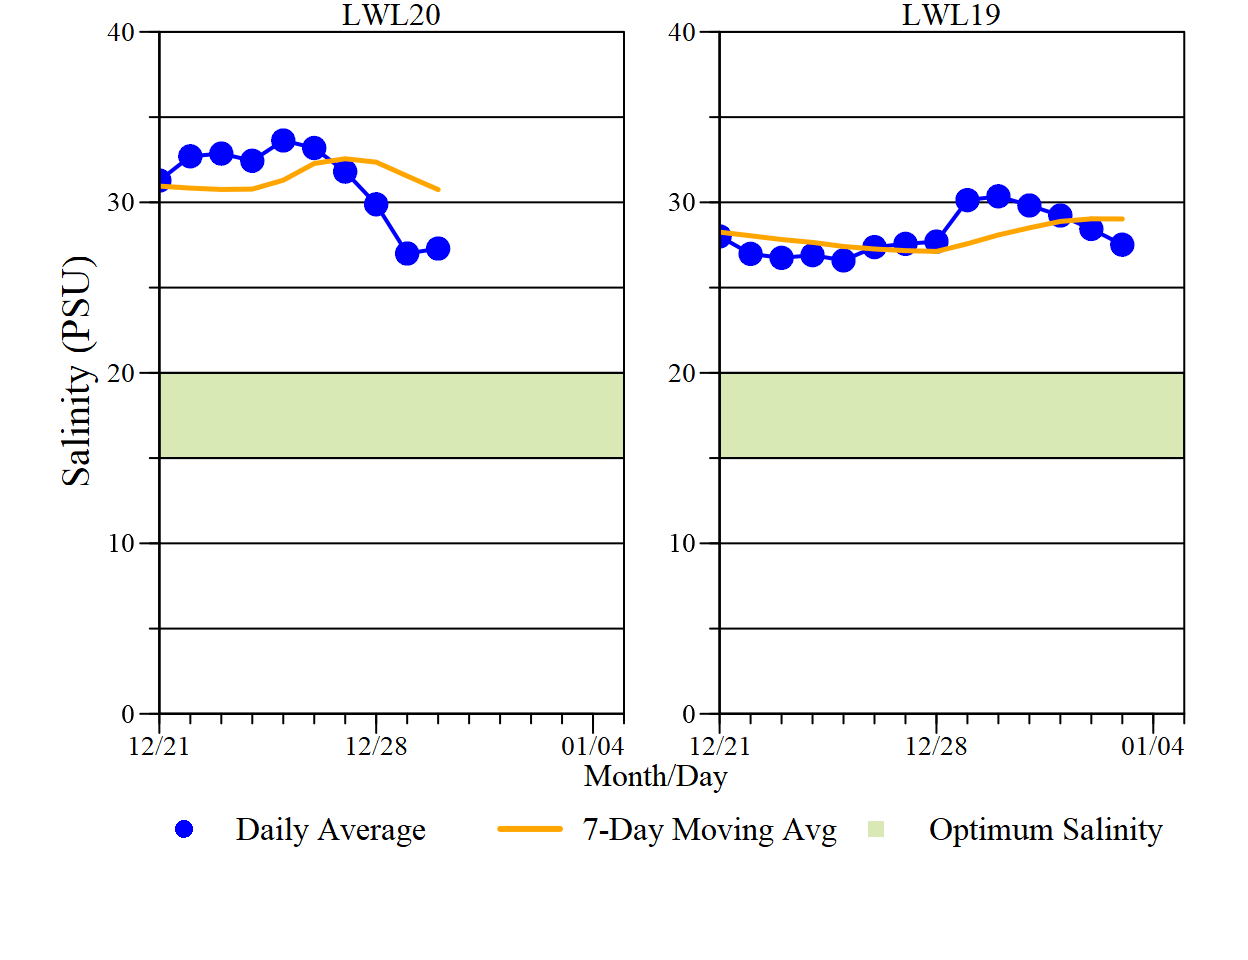 LWL20
LWL19
40
30
20
10
0
40
30
20
10
0
Salinity (PSU)
12/21
12/28
01/04
12/21
12/28
01/04
Month/Day
Daily Average
7-Day Moving Avg
Optimum Salinity